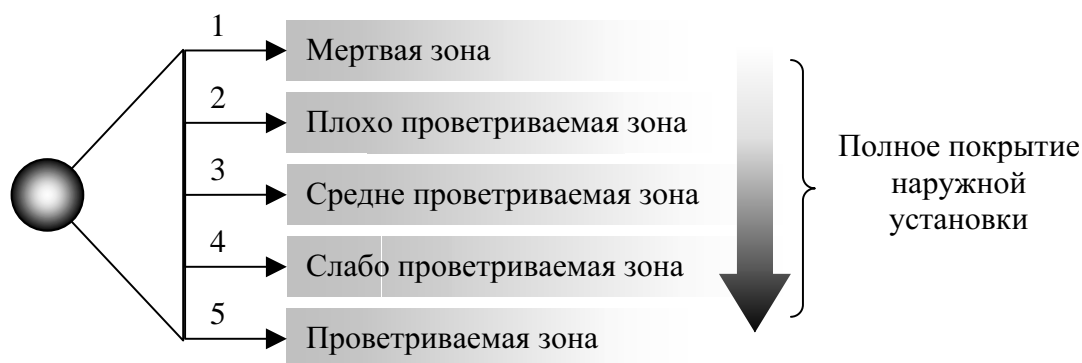 1 Мертвая зона
2 Плохо проветриваемая зона
3 Средне проветриваемая зона
4 Слабо проветриваемая зона
5 Проветриваемая зона
Полное покрытие
наружной
установки